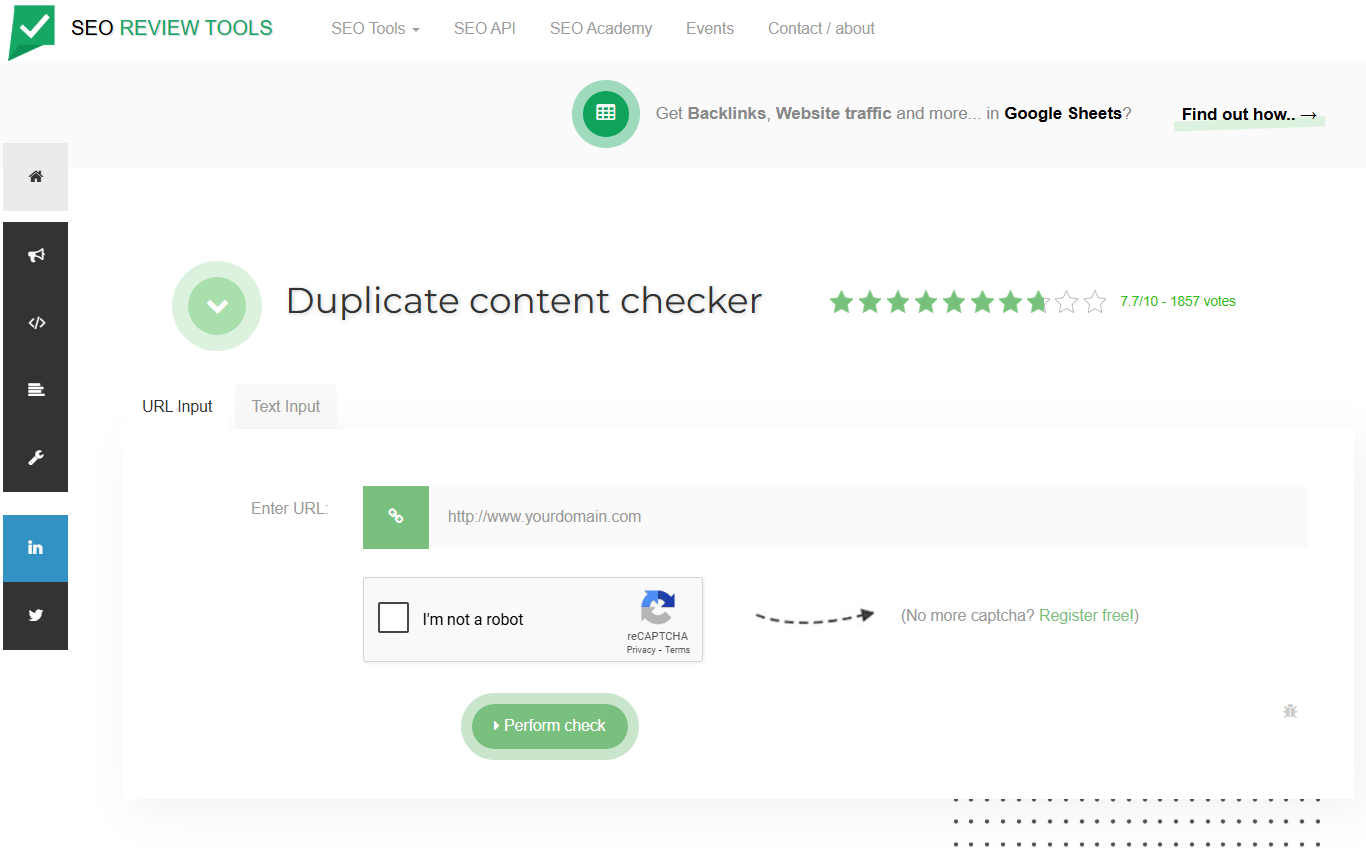 SEO REVIEW TOOLS
SEO Tools
SEO API
SEO Academy
Events
Contact / about
Get Backlinks, Website traffic and more... in Google Sheets?
Find out how.. →
Duplicate content checker
7.7/10 - 1857 votes
URL Input
Text Input
Enter URL:
http://www.yourdomain.com
I'm not a robot
reCAPTCHA
Privacy - Terms
(No more captcha? Register free!)
Perform check